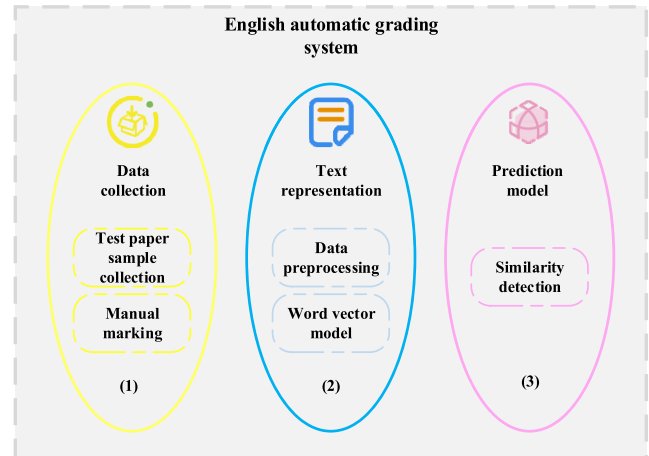 English automatic grading
system
Data
collection
Test paper
sample
collection
Manual
marking
(1)
Text
representation
Data
preprocessing
Word vector
model
(2)
Prediction
model
Similarity
detection
(3)